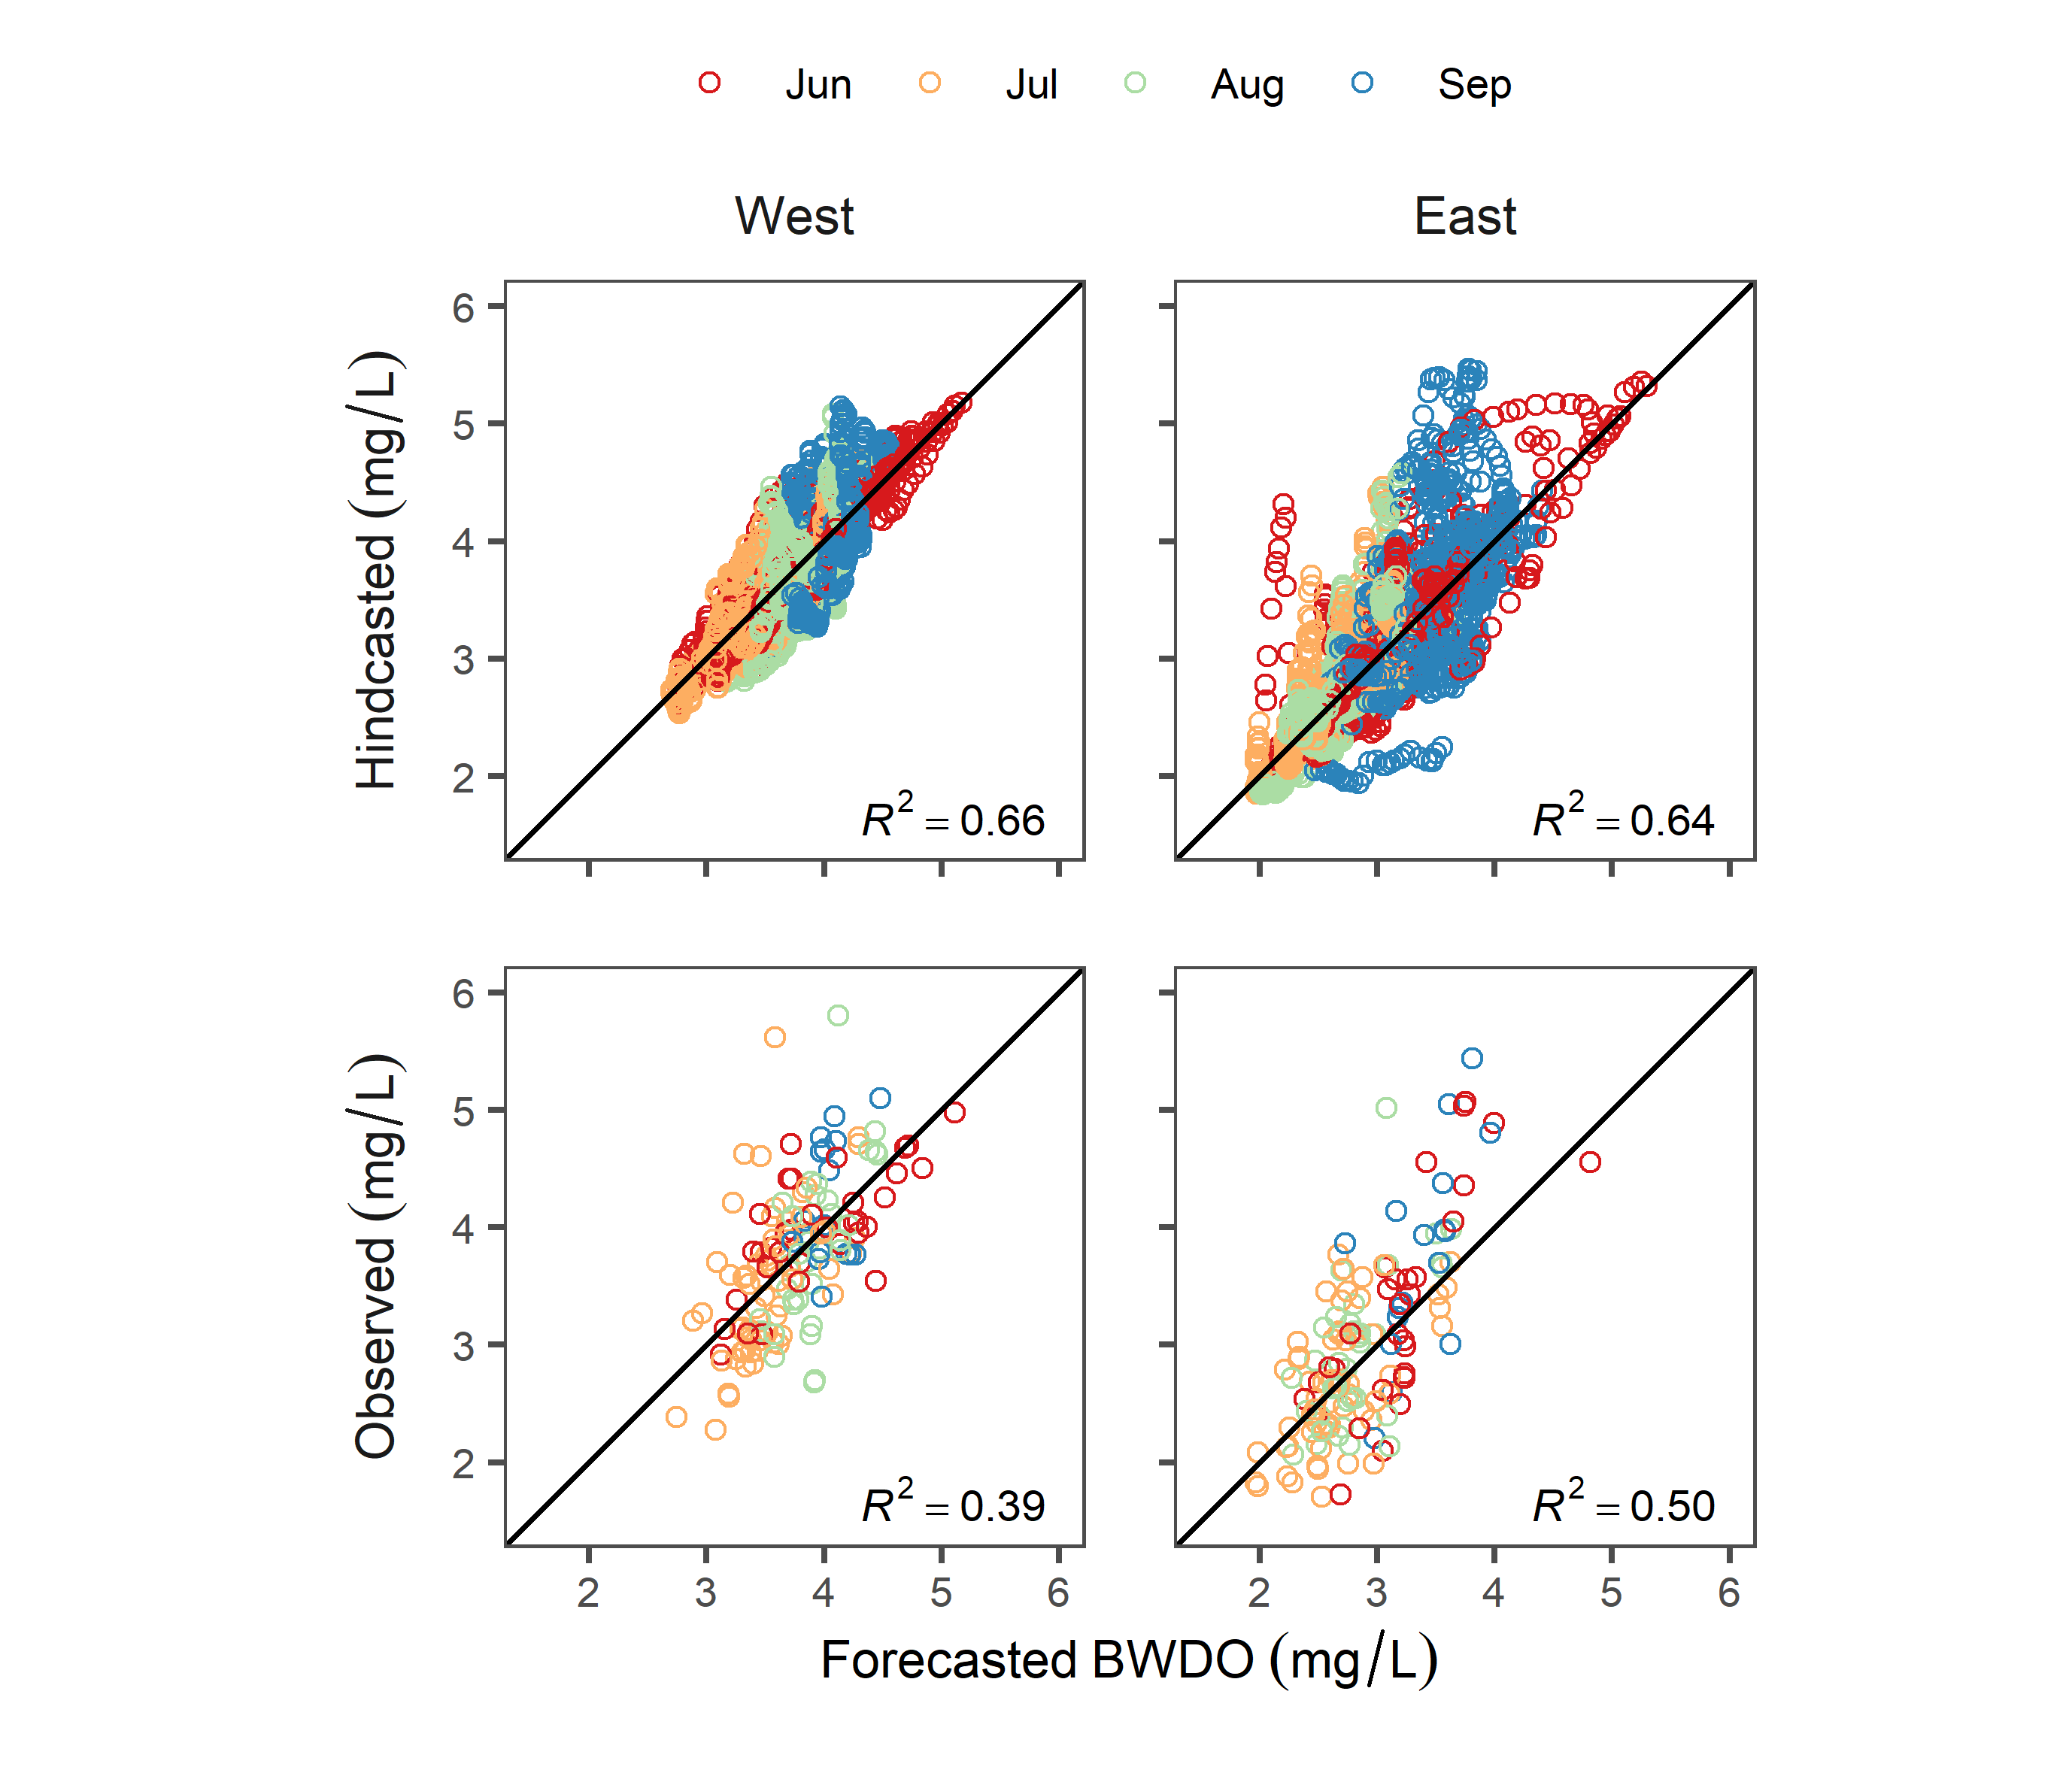 Jun Jul Aug Sep
West East
Hindcasted (mg/L)
6
5
4
3
2
R² = 0.66
R² = 0.64
Observed (mg/L)
6
5
4
3
2
R² = 0.39
R² = 0.50
2 3 4 5 6
2 3 4 5 6
Forecasted BWDO (mg/L)